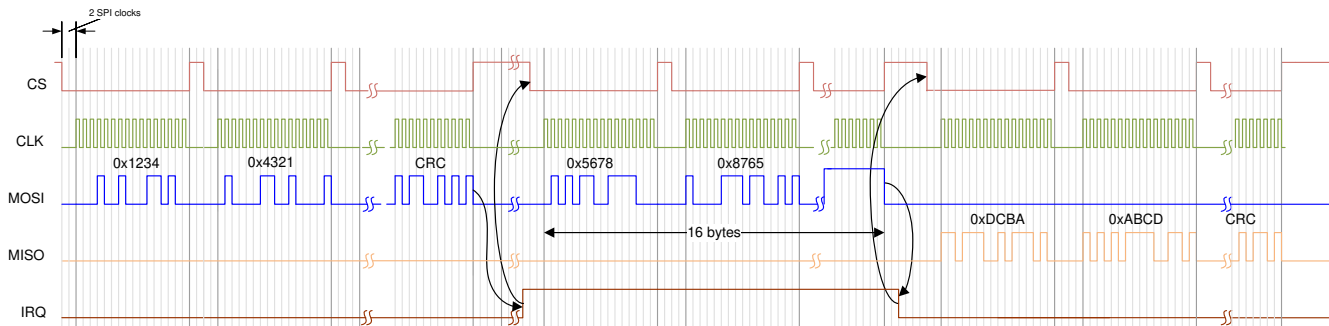 2 SPI clocks
CS
CLK
0x1234 0x4321 CRC 0x5678 0x8765
MOSI
0xDCBA 0xABCD CRC
16 bytes
MISO
IRQ